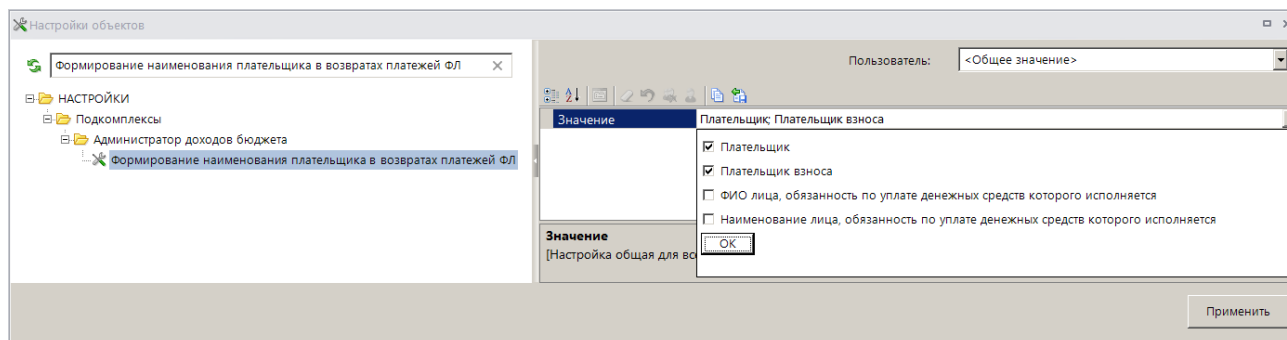 Настройки объектов
Формирование наименования плательщика в возвратах платежей ФЛ
Пользователь: <Общее значение>
НАСТРОЙКИ
Подкомплексы
Администратор доходов бюджета
Формирование наименования плательщика в возвратах платежей ФЛ
Значение Плательщик; Плательщик взноса
Плательщик
Плательщик взноса
ФИО лица, обязанность по уплате денежных средств которого исполняется
Наименование лица, обязанность по уплате денежных средств которого исполняется
OK
Значение
[Настройка общая для вс
Применить